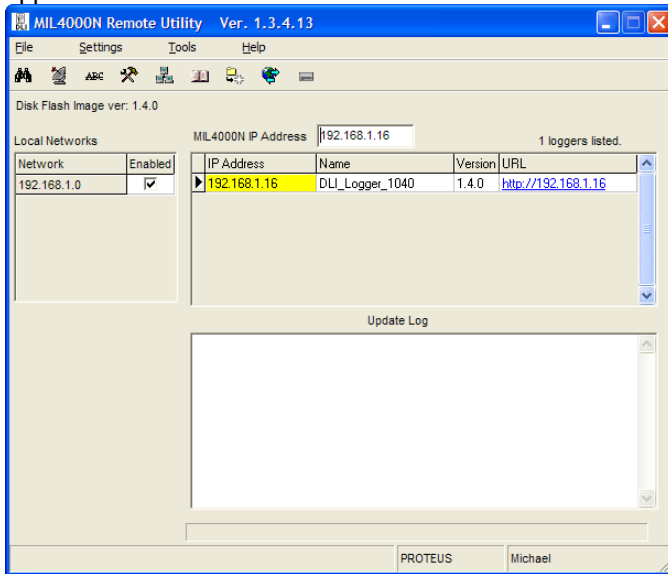 MIL4000N Remote Utility Ver. 1.3.4.13
File Settings Tools Help
ABC
Disk Flash Image ver: 1.4.0
Local Networks
MIL4000N IP Address 192.168.1.16
1 loggers listed.
Network Enabled
192.168.1.0
IP Address Name Version URL
192.168.1.16 DLI_Logger_1040 1.4.0 http://192.168.1.16
Update Log
PROTEUS Michael